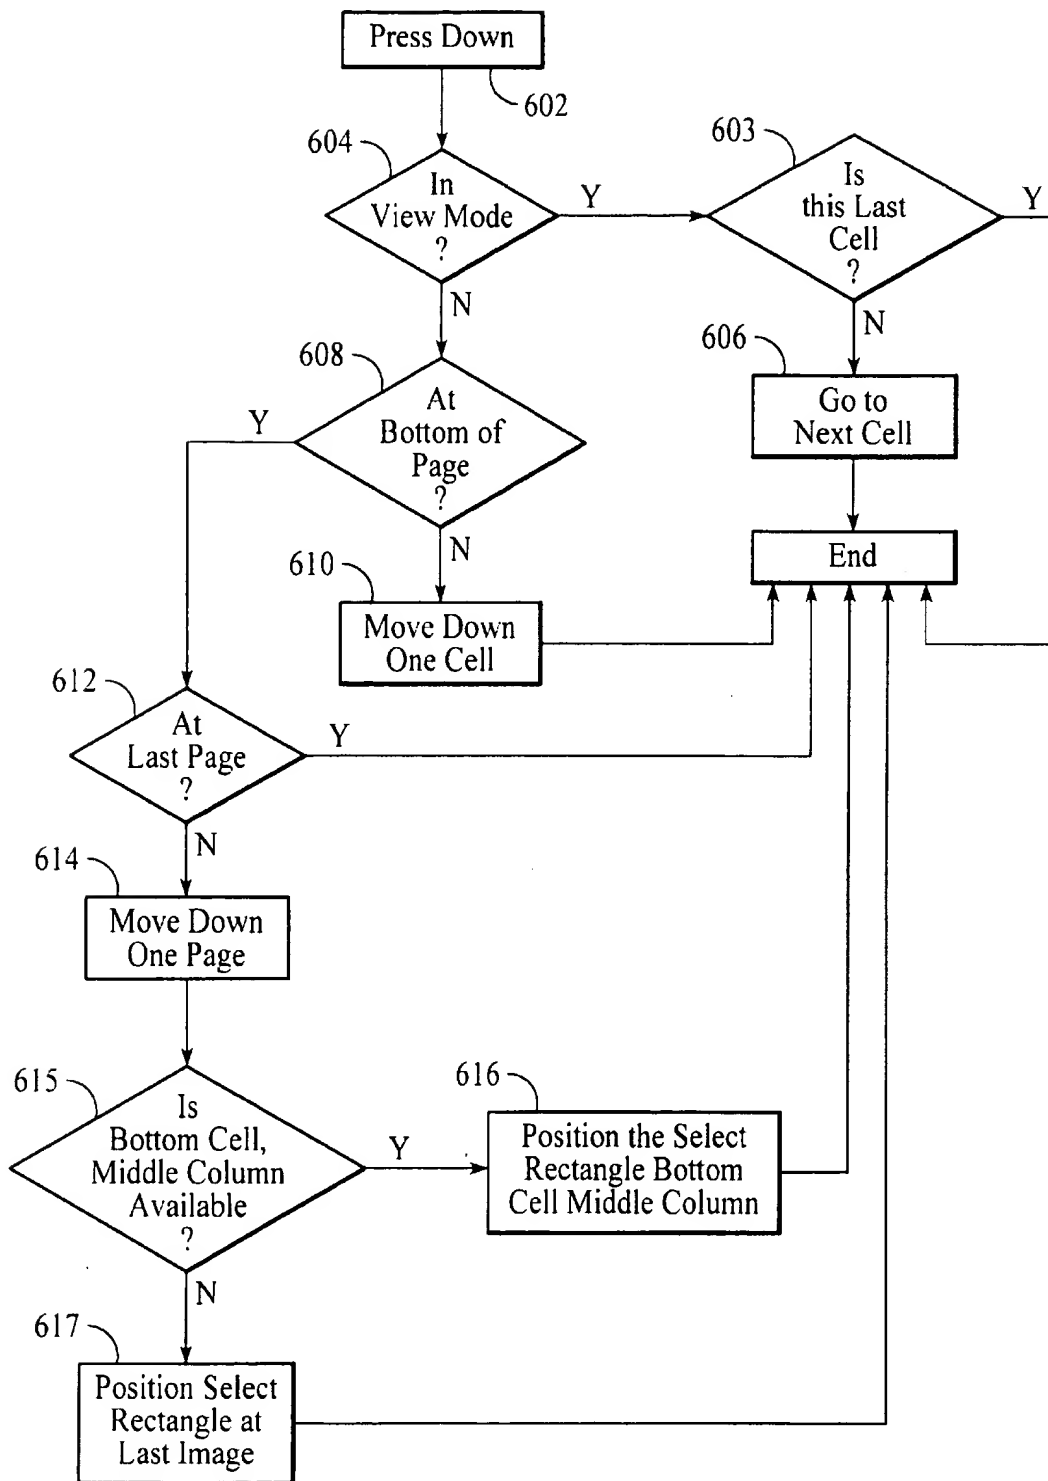 Press Down
602
604
In
View Mode
?
Y
N
603
Is
this Last
Cell
?
Y
N
606
Go to
Next Cell
End
608
At
Bottom of
Page
?
Y
N
610
Move Down
One Cell
612
At
Last Page
?
Y
N
614
Move Down
One Page
615
Is
Bottom Cell,
Middle Column
Available
?
Y
N
616
Position the Select
Rectangle Bottom
Cell Middle Column
617
Position Select
Rectangle at
Last Image